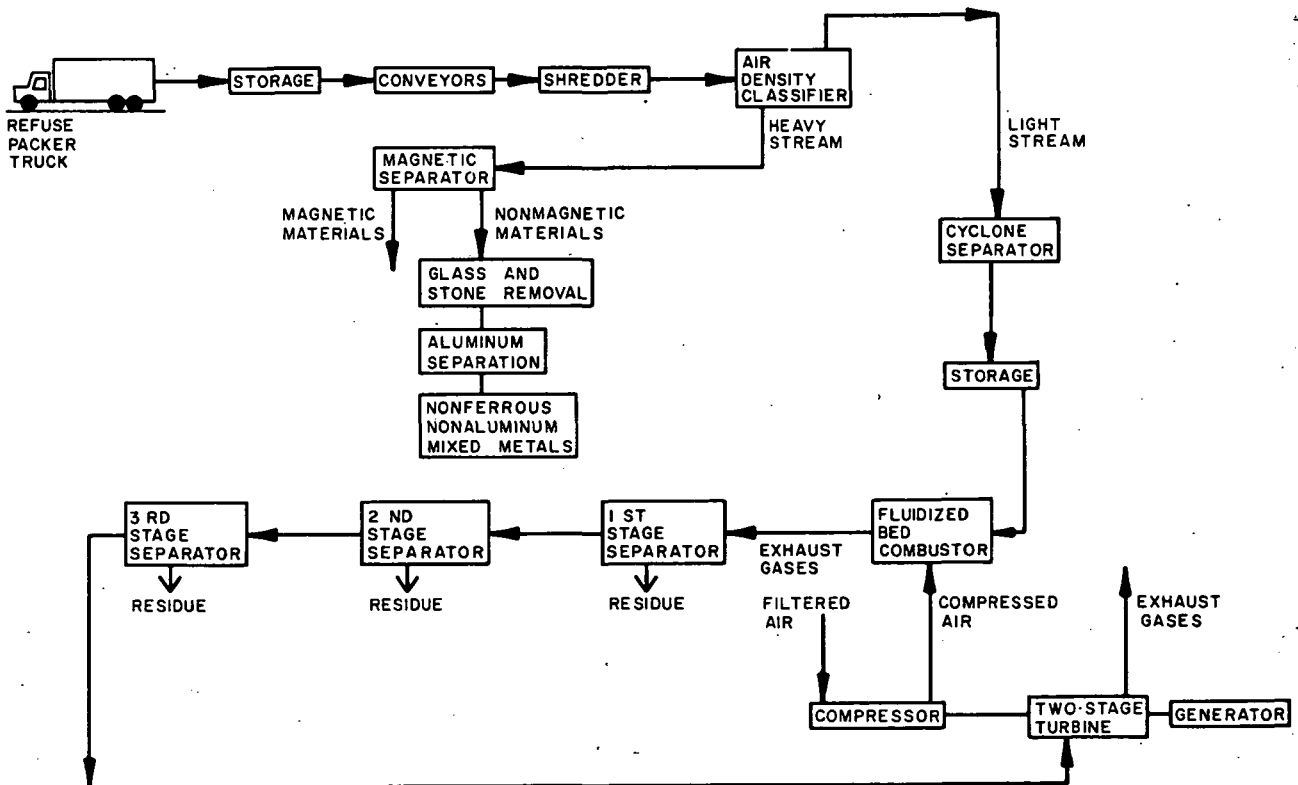 REFUSE
PACKER
TRUCK
STORAGE
CONVEYORS
SHREDDER
AIR
DENSITY
CLASSIFIER
HEAVY
STREAM
LIGHT
STREAM
MAGNETIC
SEPARATOR
MAGNETIC
MATERIALS
NONMAGNETIC
MATERIALS
CYCLONE
SEPARATOR
GLASS AND
STONE REMOVAL
ALUMINUM
SEPARATION
STORAGE
NONFERROUS
NONALUMINUM
MIXED METALS
3 RD
STAGE
SEPARATOR
2 ND
STAGE
SEPARATOR
1 ST
STAGE
SEPARATOR
FLUIDIZED
BED
COMBUSTOR
EXHAUST
GASES
RESIDUE
RESIDUE
RESIDUE
FILTERED
AIR
COMPRESSED
AIR
EXHAUST
GASES
COMPRESSOR
TWO-STAGE
TURBINE
GENERATOR